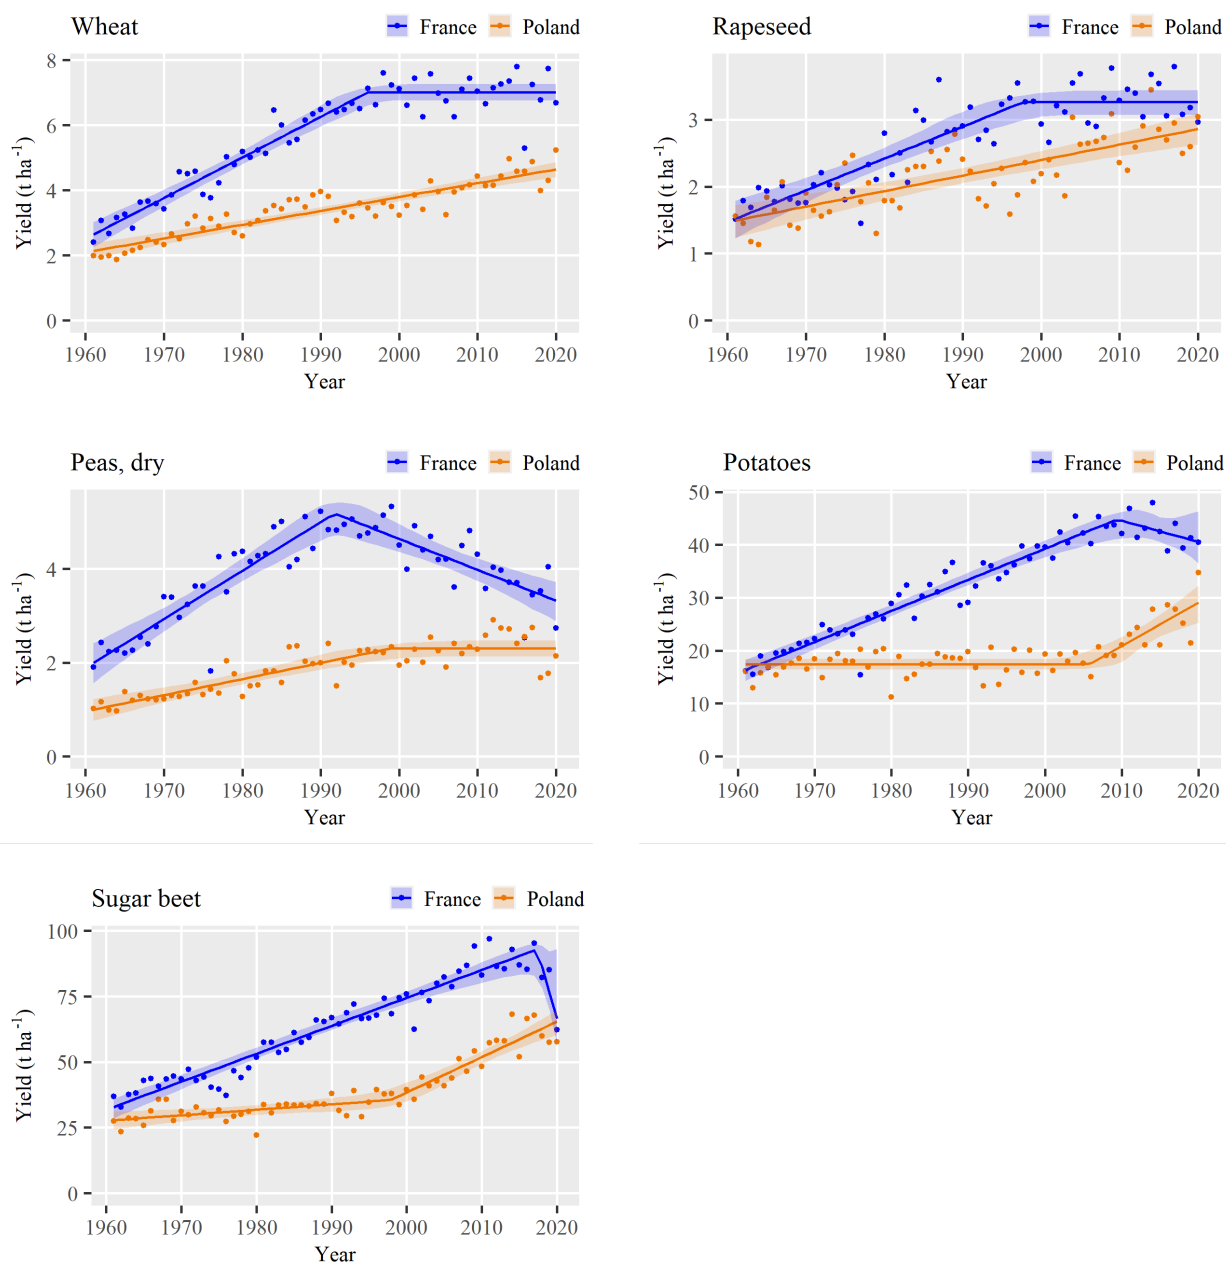 Wheat France Poland
Yield (t ha⁻¹)
8
6
4
2
0
1960 1970 1980 1990 2000 2010 2020
Year
Rapeseed France Poland
Yield (t ha⁻¹)
3
2
1
0
1960 1970 1980 1990 2000 2010 2020
Year
Peas, dry France Poland
Yield (t ha⁻¹)
4
2
0
1960 1970 1980 1990 2000 2010 2020
Year
Potatoes France Poland
Yield (t ha⁻¹)
50
40
30
20
10
0
1960 1970 1980 1990 2000 2010 2020
Year
Sugar beet France Poland
Yield (t ha⁻¹)
100
75
50
25
0
1960 1970 1980 1990 2000 2010 2020
Year